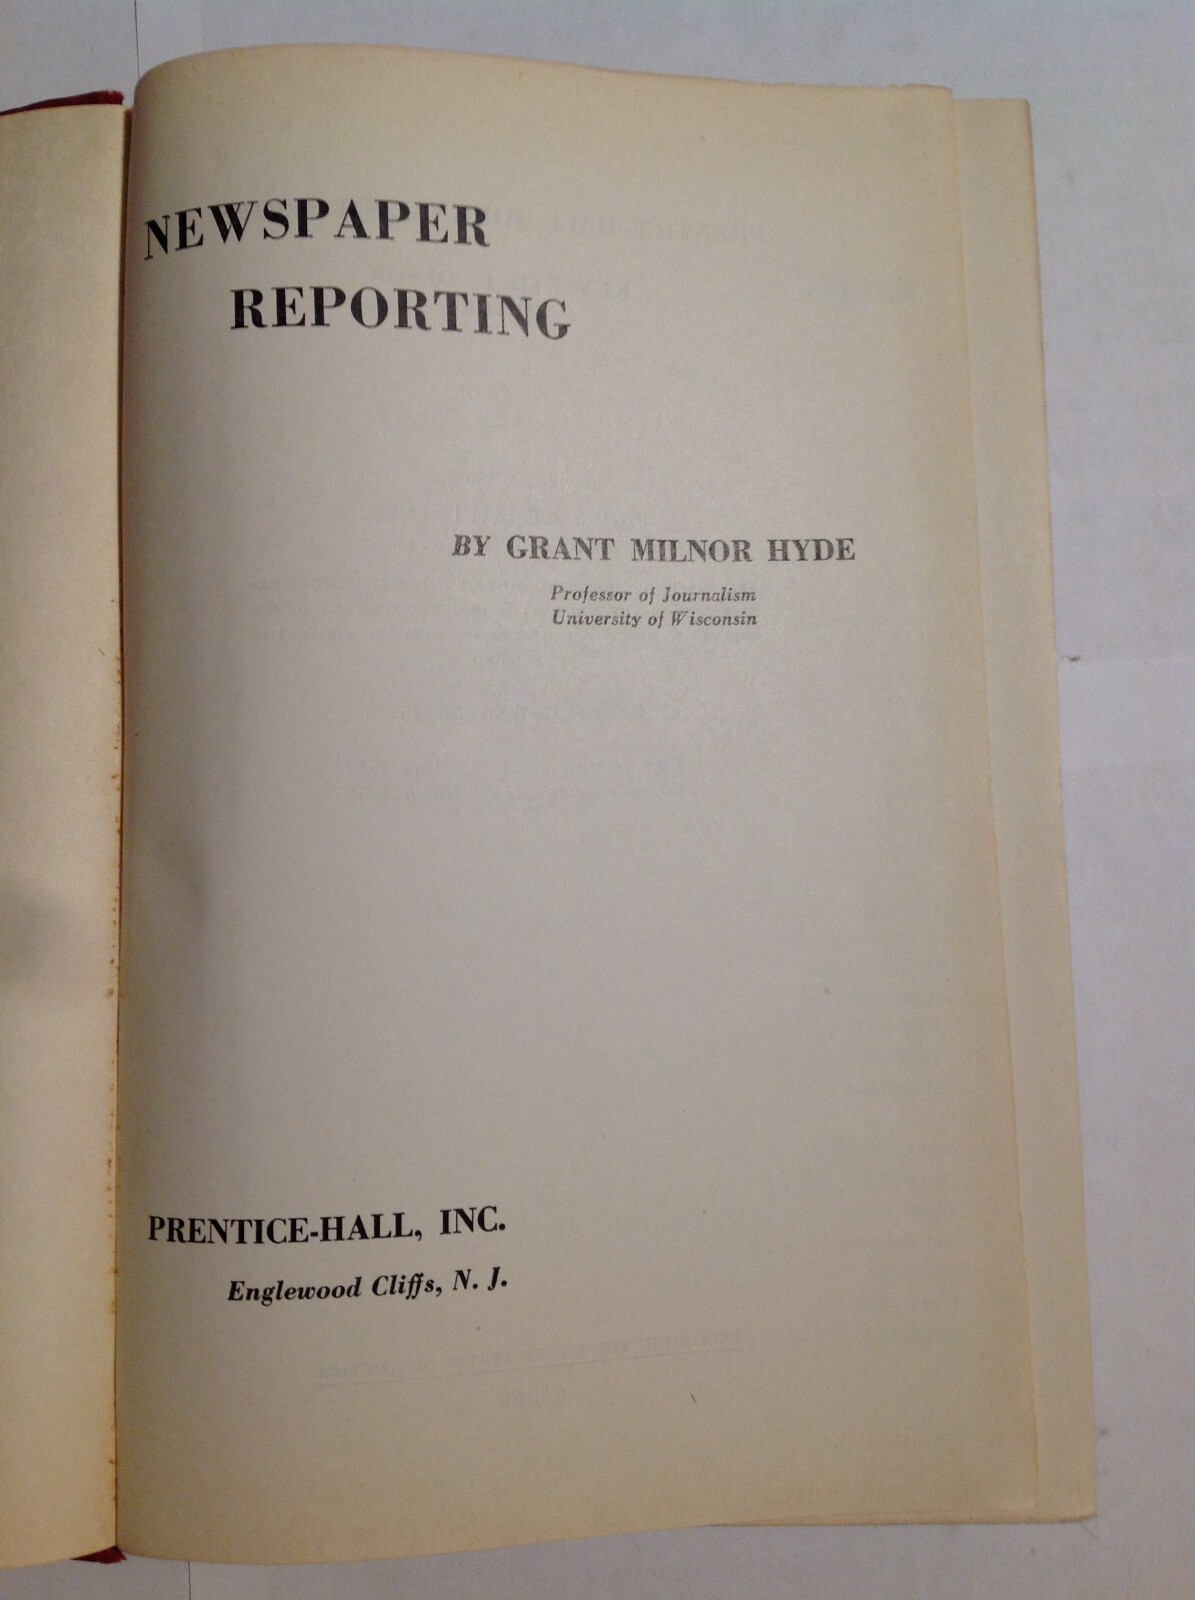 NEWSPAPER
REPORTING
BY GRANT MILNOR HYDE
Professor of Journalism
University of Wisconsin
PRENTICE-HALL, INC.
Englewood Cliffs, N. J.